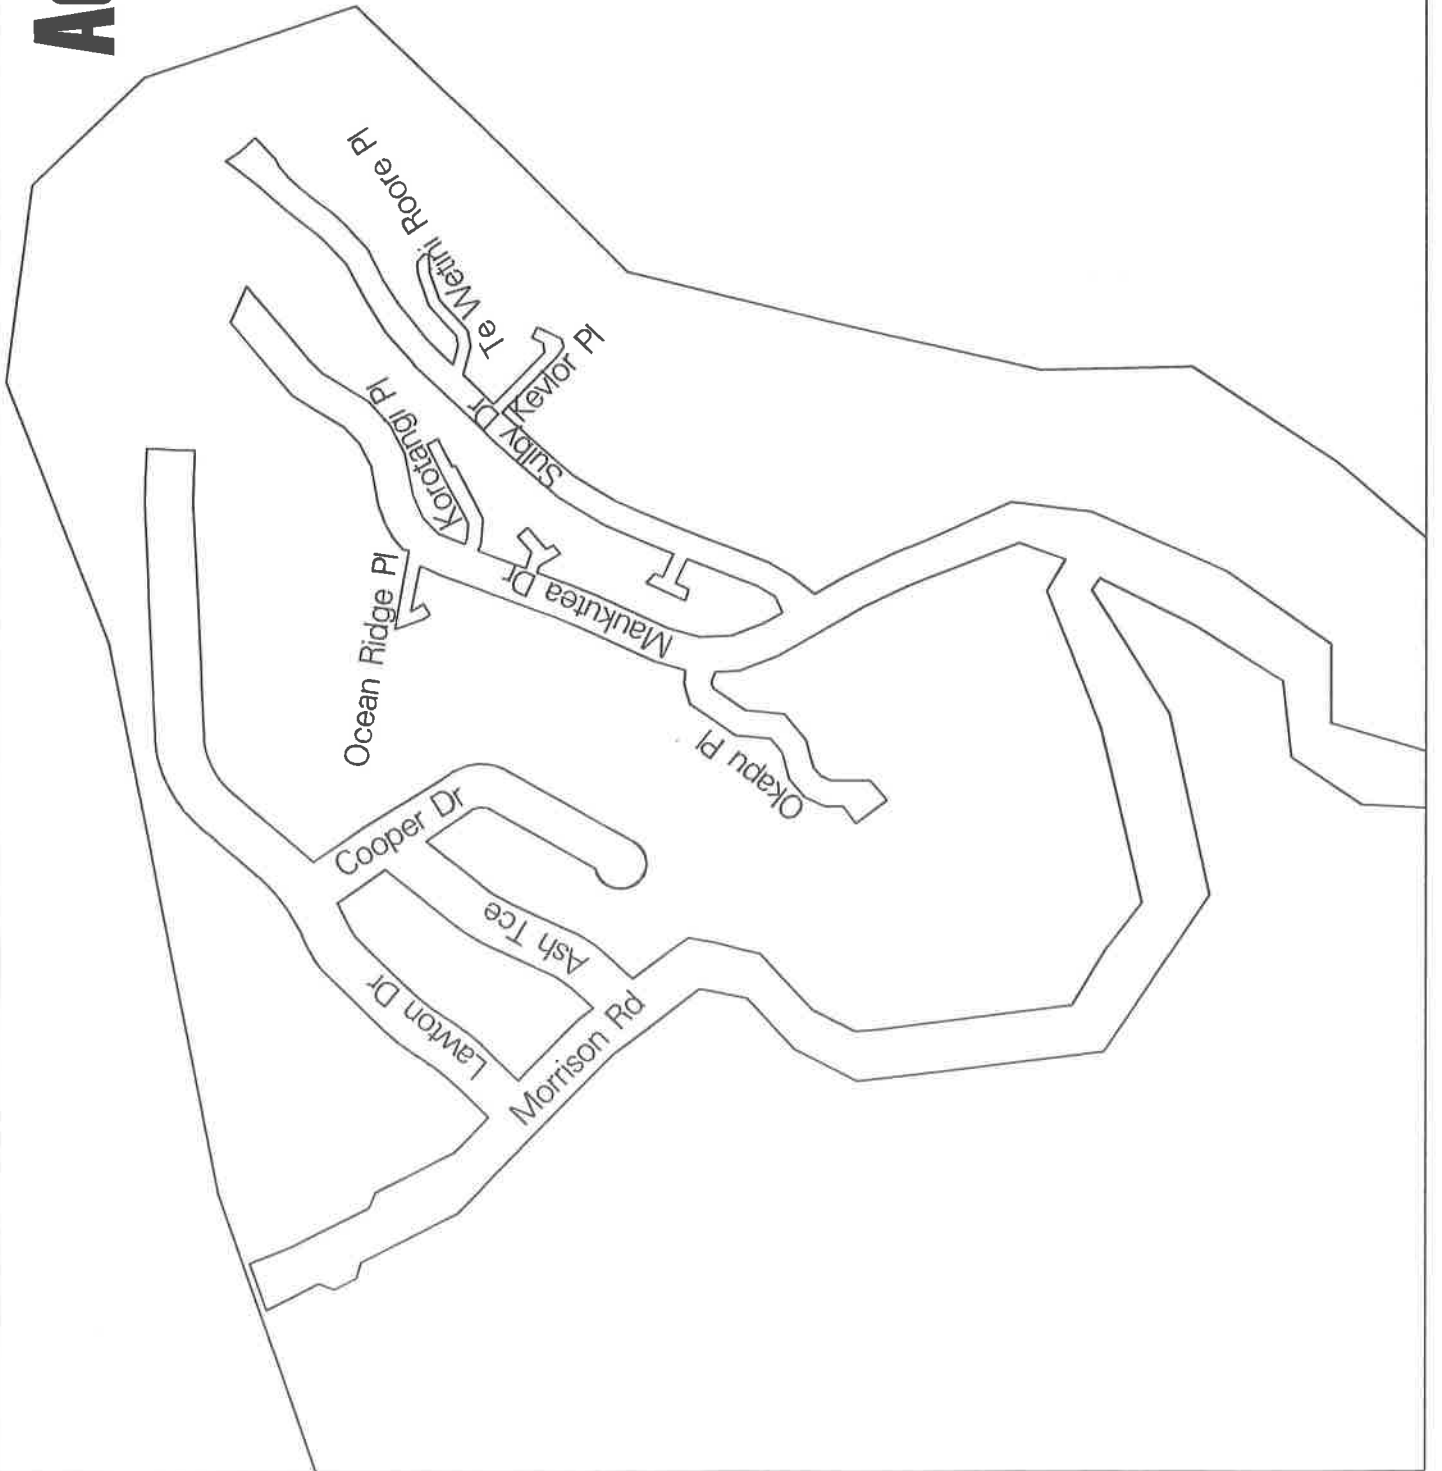 Te Wetini Roore Pl
Kevlor Pl
Sulby Dr
Korotangi Pl
Maukutea Dr
Ocean Ridge Pl
Okapu Pl
Cooper Dr
Ash Tce
Lawton Dr
Morrison Rd